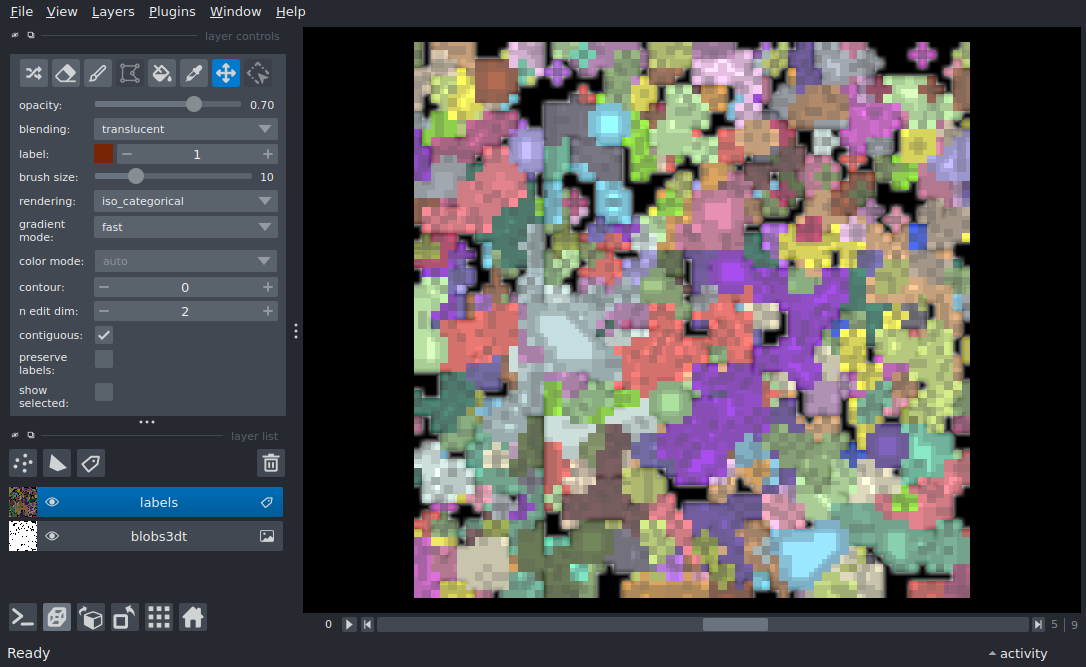 File View Layers Plugins Window Help
layer controls
opacity: 0.70
blending: translucent
label: 1
brush size: 10
rendering: iso_categorical
gradient
mode: fast
color mode: auto
contour: 0
n edit dim: 2
contiguous:
preserve
labels:
show
selected:
layer list
labels
blobs3dt
0 5 9
Ready activity